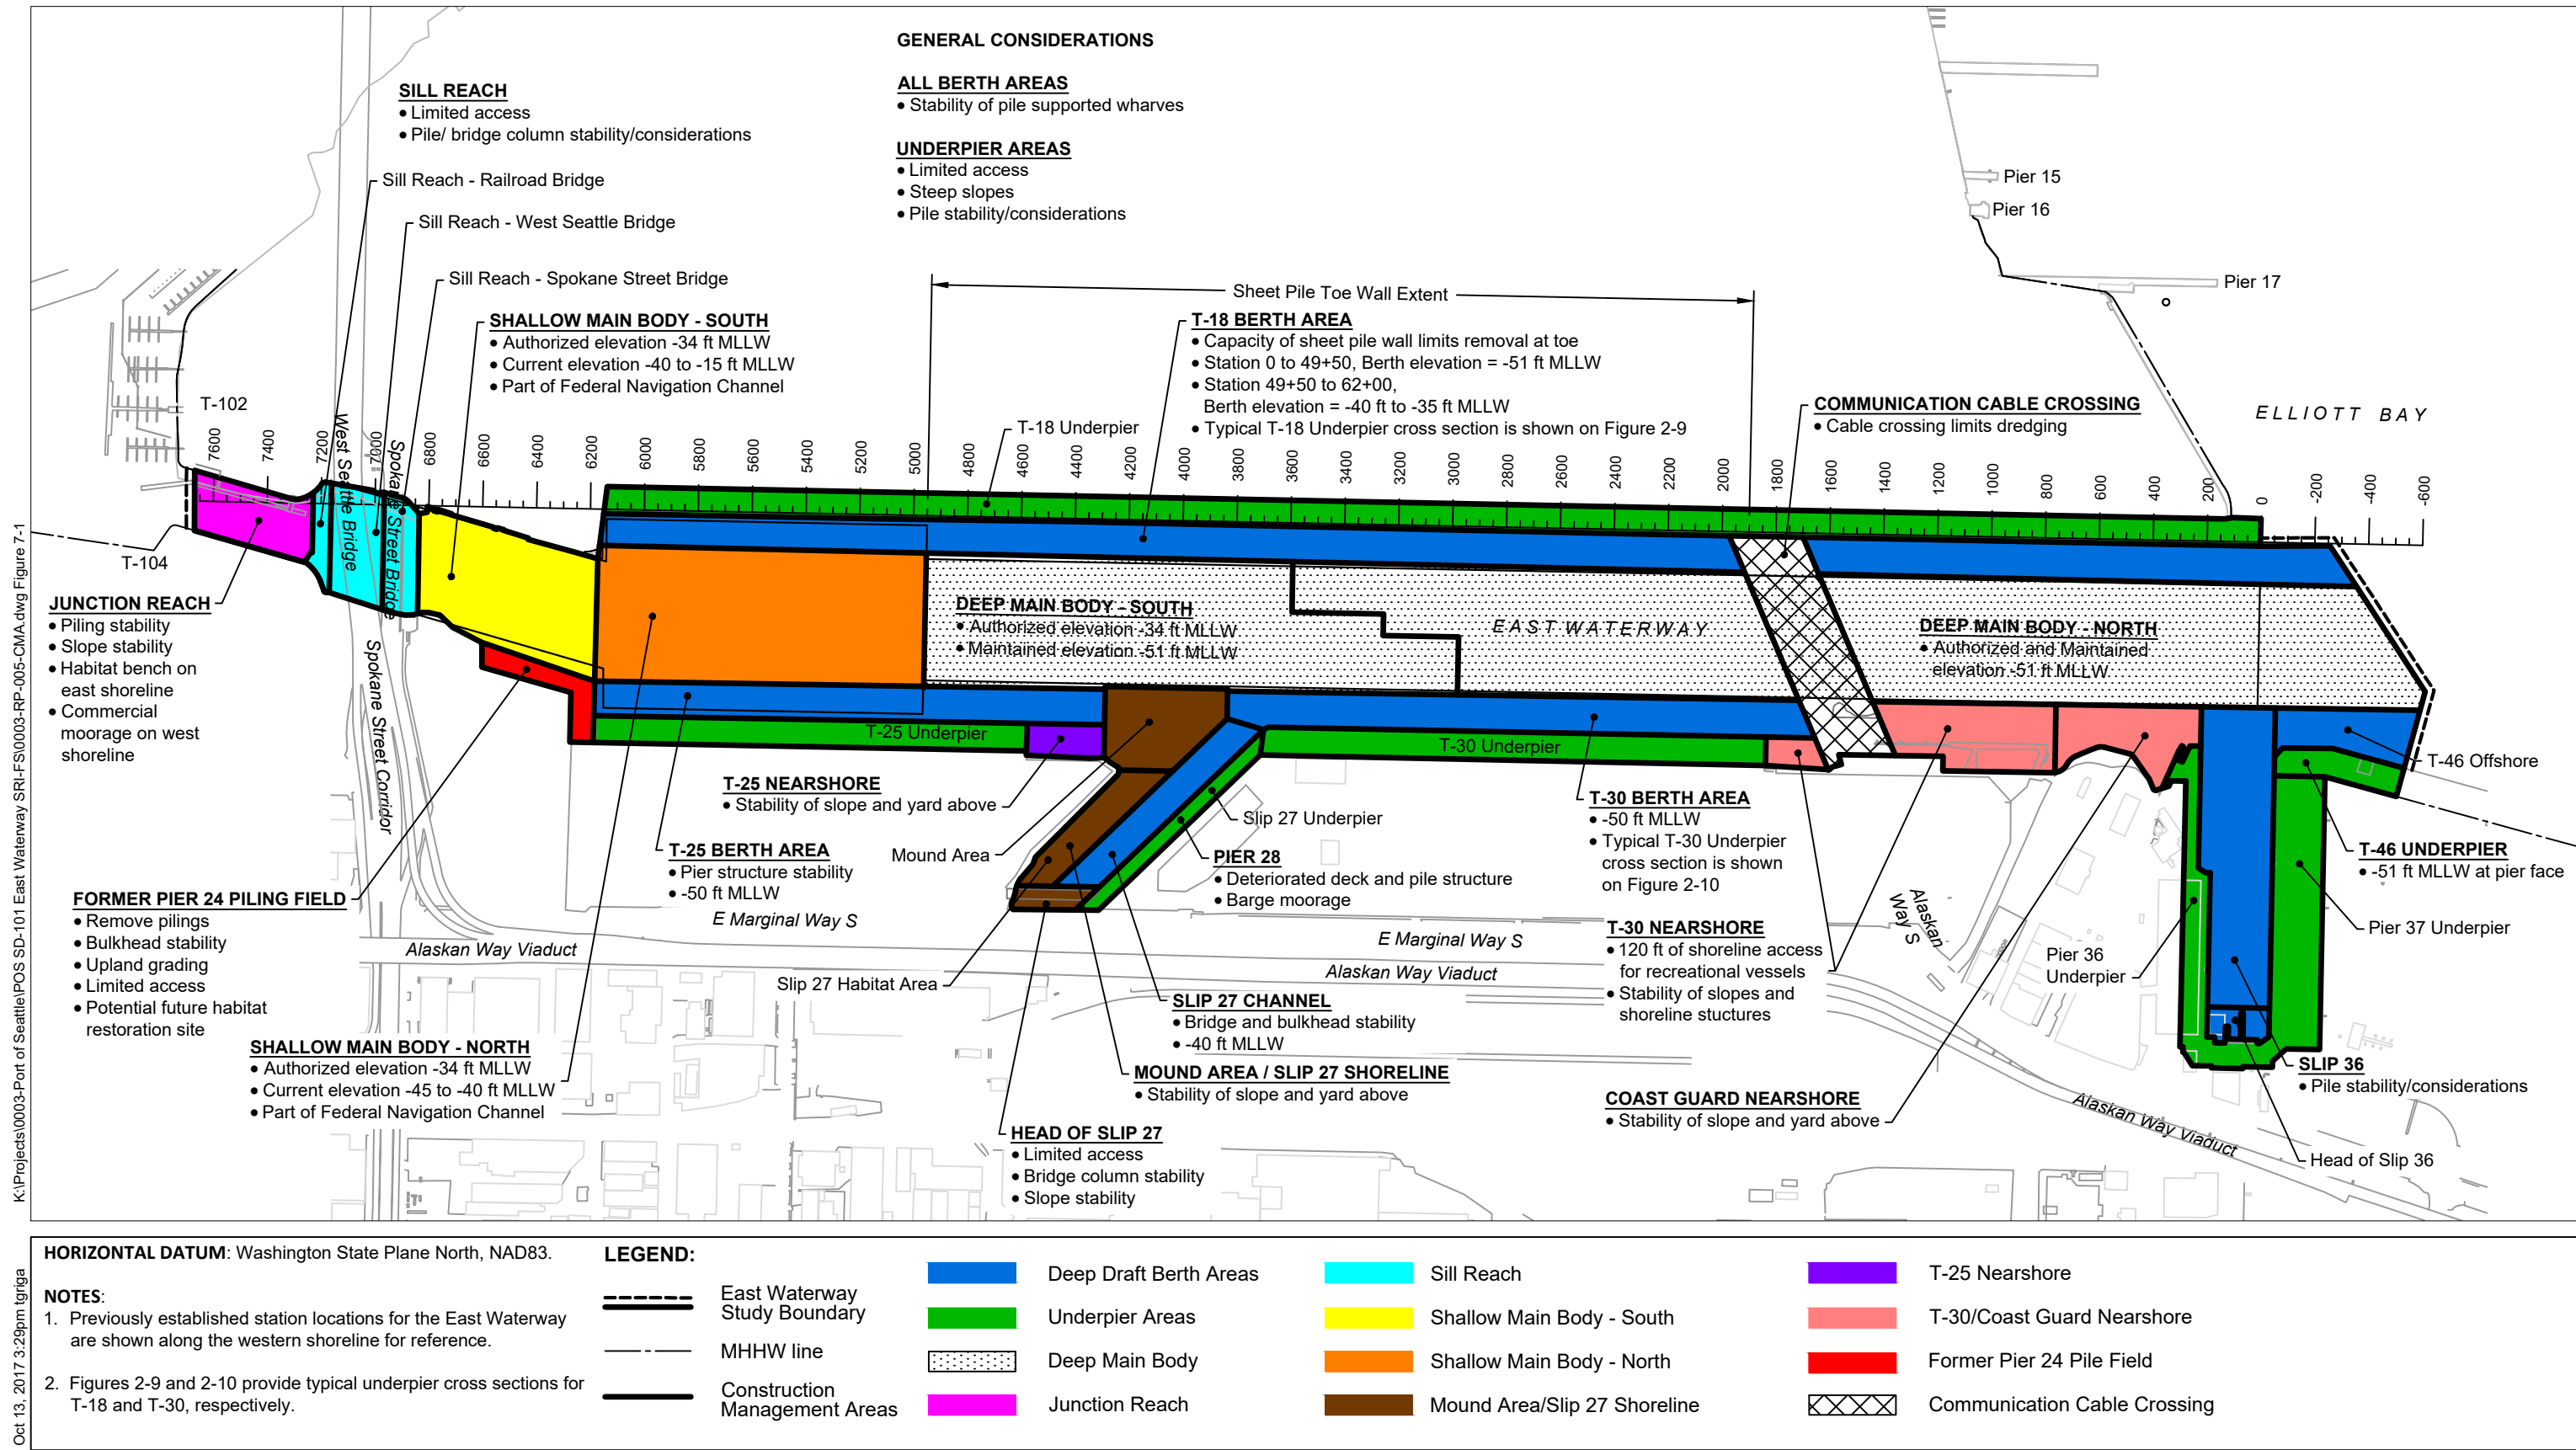 GENERAL CONSIDERATIONS
ALL BERTH AREAS
• Stability of pile supported wharves
UNDERPIER AREAS
• Limited access
• Steep slopes
• Pile stability/considerations
SILL REACH
• Limited access
• Pile/ bridge column stability/considerations
Sill Reach - Railroad Bridge
Sill Reach - West Seattle Bridge
Sill Reach - Spokane Street Bridge
SHALLOW MAIN BODY - SOUTH
• Authorized elevation -34 ft MLLW
• Current elevation -40 to -15 ft MLLW
• Part of Federal Navigation Channel
Sheet Pile Toe Wall Extent
T-18 BERTH AREA
• Capacity of sheet pile wall limits removal at toe
• Station 0 to 49+50, Berth elevation = -51 ft MLLW
• Station 49+50 to 62+00,
Berth elevation = -40 ft to -35 ft MLLW
• Typical T-18 Underpier cross section is shown on Figure 2-9
T-18 Underpier
COMMUNICATION CABLE CROSSING
• Cable crossing limits dredging
Pier 15
Pier 16
Pier 17
ELLIOTT BAY
T-102
T-104
7600
7400
7200
7000
6800
6600
6400
6200
6000
5800
5600
5400
5200
5000
4800
4600
4400
4200
4000
3800
3600
3400
3200
3000
2800
2600
2400
2200
2000
1800
1600
1400
1200
1000
800
600
400
200
0
-200
-400
-600
West Seattle Bridge
Spokane Street Bridge
Spokane Street Corridor
JUNCTION REACH
• Piling stability
• Slope stability
• Habitat bench on
east shoreline
• Commercial
moorage on west
shoreline
DEEP MAIN BODY - SOUTH
• Authorized elevation -34 ft MLLW
• Maintained elevation -51 ft MLLW
EAST WATERWAY
DEEP MAIN BODY - NORTH
• Authorized and Maintained
elevation -51 ft MLLW
T-25 Underpier
T-30 Underpier
T-25 NEARSHORE
• Stability of slope and yard above
T-25 BERTH AREA
• Pier structure stability
• -50 ft MLLW
Mound Area
Slip 27 Underpier
PIER 28
• Deteriorated deck and pile structure
• Barge moorage
T-30 BERTH AREA
• -50 ft MLLW
• Typical T-30 Underpier
cross section is shown
on Figure 2-10
T-46 Offshore
T-46 UNDERPIER
• -51 ft MLLW at pier face
Pier 37 Underpier
Pier 36
Underpier
FORMER PIER 24 PILING FIELD
• Remove pilings
• Bulkhead stability
• Upland grading
• Limited access
• Potential future habitat
restoration site
E Marginal Way S
Alaskan Way Viaduct
E Marginal Way S
Alaskan Way Viaduct
Alaskan
Way S
Alaskan Way Viaduct
T-30 NEARSHORE
• 120 ft of shoreline access
for recreational vessels
• Stability of slopes and
shoreline stuctures
Slip 27 Habitat Area
SLIP 27 CHANNEL
• Bridge and bulkhead stability
• -40 ft MLLW
SHALLOW MAIN BODY - NORTH
• Authorized elevation -34 ft MLLW
• Current elevation -45 to -40 ft MLLW
• Part of Federal Navigation Channel
MOUND AREA / SLIP 27 SHORELINE
• Stability of slope and yard above
HEAD OF SLIP 27
• Limited access
• Bridge column stability
• Slope stability
COAST GUARD NEARSHORE
• Stability of slope and yard above
SLIP 36
• Pile stability/considerations
Head of Slip 36
K:\Projects\0003-Port of Seattle\POS SD-101 East Waterway SRI-FS\0003-RP-005-CMA.dwg Figure 7-1
Oct 13, 2017 3:29pm tgriga
HORIZONTAL DATUM: Washington State Plane North, NAD83.
NOTES:
1. Previously established station locations for the East Waterway
are shown along the western shoreline for reference.
2. Figures 2-9 and 2-10 provide typical underpier cross sections for
T-18 and T-30, respectively.
LEGEND:
East Waterway
Study Boundary
MHHW line
Construction
Management Areas
Deep Draft Berth Areas
Underpier Areas
Deep Main Body
Junction Reach
Sill Reach
Shallow Main Body - South
Shallow Main Body - North
Mound Area/Slip 27 Shoreline
T-25 Nearshore
T-30/Coast Guard Nearshore
Former Pier 24 Pile Field
Communication Cable Crossing